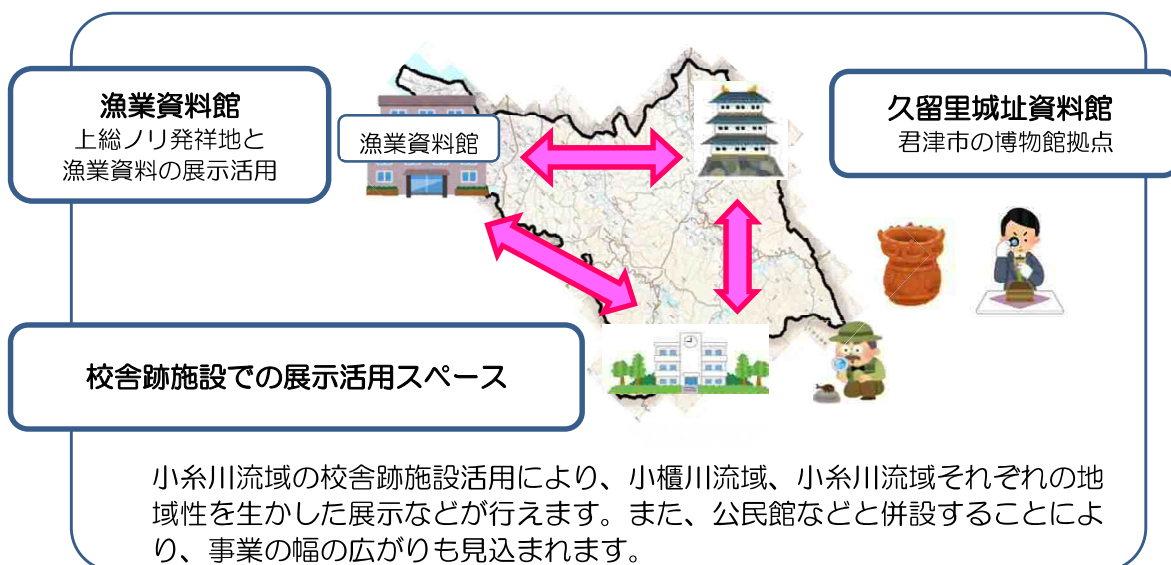 漁業資料館
上総ノリ発祥地と
漁業資料の展示活用
漁業資料館
久留里城址資料館
君津市の博物館拠点
校舎跡施設での展示活用スペース
小糸川流域の校舎跡施設活用により、小櫃川流域、小糸川流域それぞれの地
域性を生かした展示などが行えます。また、公民館などと併設することによ
り、事業の幅の広がりも見込まれます。